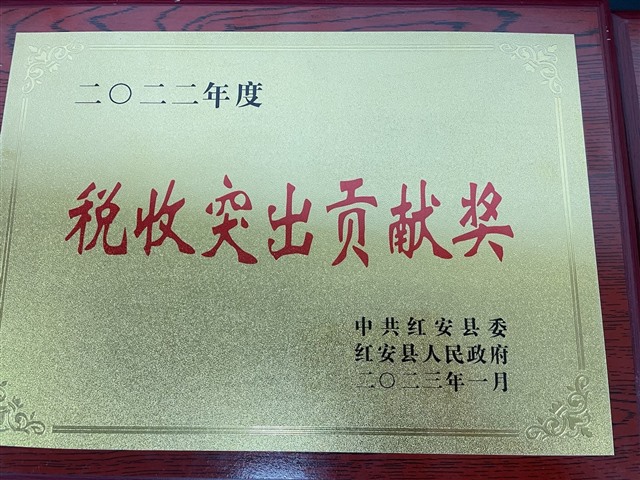 二〇二二年度
税收突出贡献奖
中共红安县委
红安县人民政府
二〇二三年一月